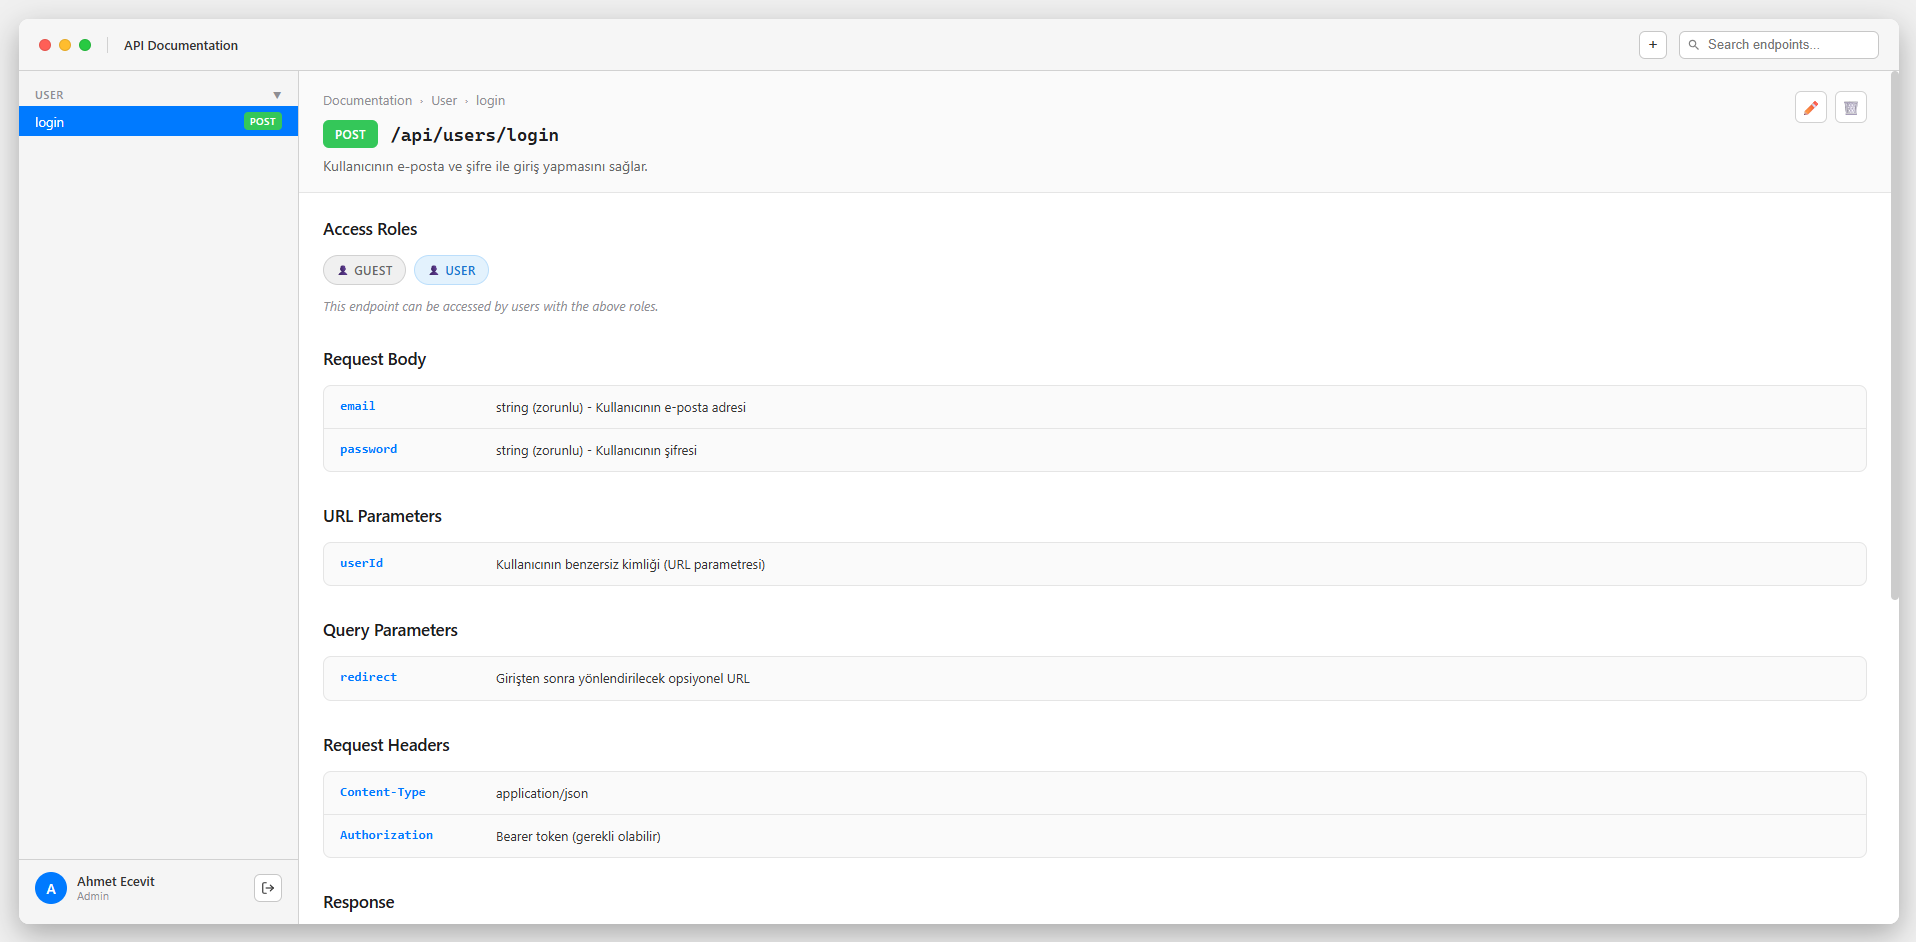 API Documentation
+
Search endpoints...
USER ▼
login POST
Ahmet Ecevit
Admin
A
Documentation › User › login
POST /api/users/login
Kullanıcının e-posta ve şifre ile giriş yapmasını sağlar.
Access Roles
GUEST USER
This endpoint can be accessed by users with the above roles.
Request Body
email string (zorunlu) - Kullanıcının e-posta adresi
password string (zorunlu) - Kullanıcının şifresi
URL Parameters
userId Kullanıcının benzersiz kimliği (URL parametresi)
Query Parameters
redirect Girişten sonra yönlendirilecek opsiyonel URL
Request Headers
Content-Type application/json
Authorization Bearer token (gerekli olabilir)
Response